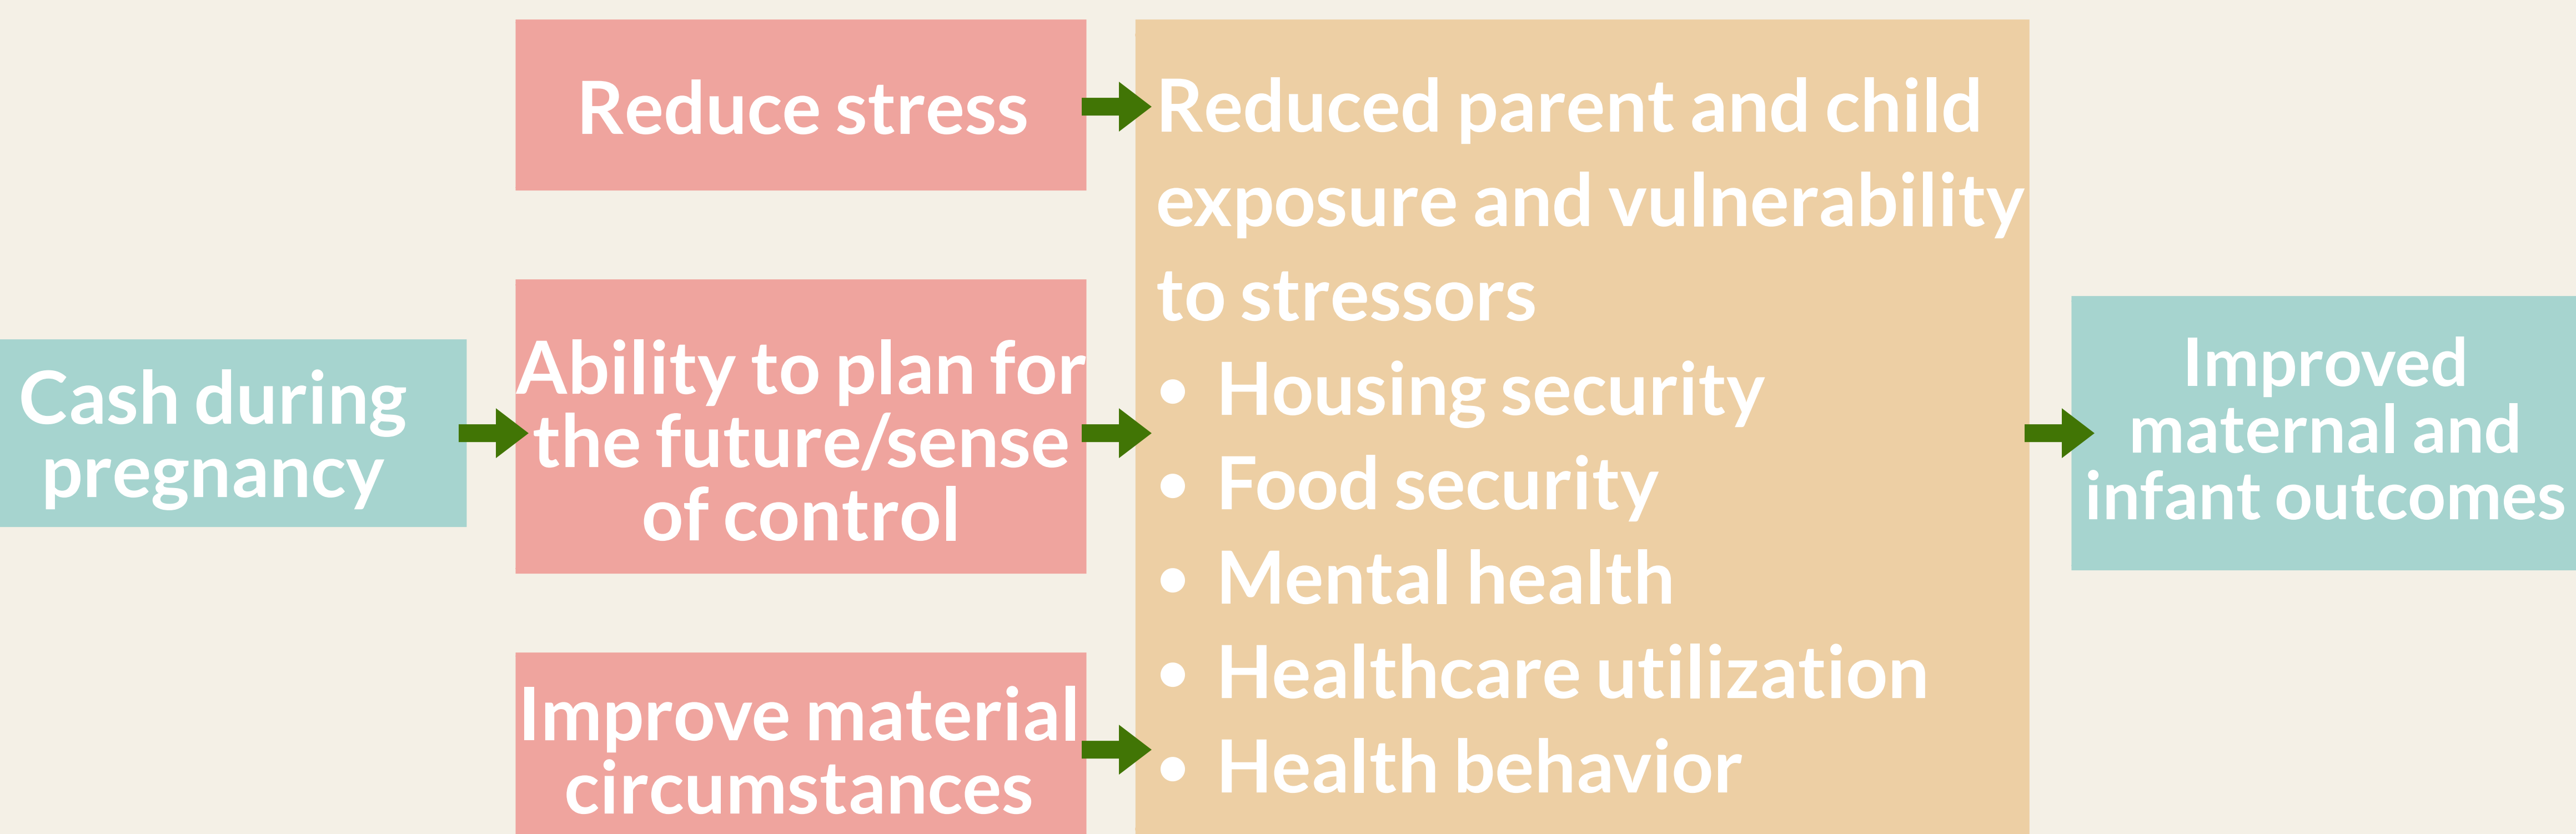 Cash during
pregnancy
Reduce stress
Ability to plan for
the future/sense
of control
Improve material
circumstances
Reduced parent and child
exposure and vulnerability
to stressors
• Housing security
• Food security
• Mental health
• Healthcare utilization
• Health behavior
Improved
maternal and
infant outcomes